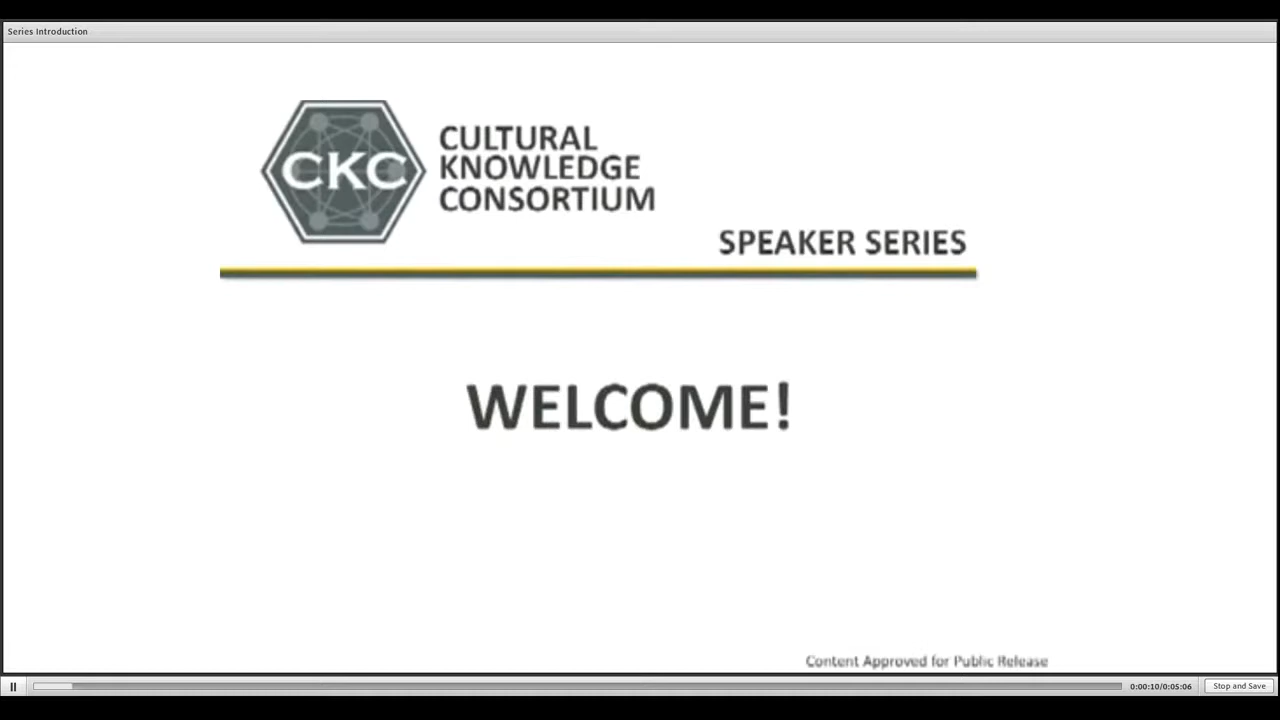 Series Introduction
CKC
CULTURAL
KNOWLEDGE
CONSORTIUM
SPEAKER SERIES
WELCOME!
Content Approved for Public Release
0:00:10/0:05:06
Stop and Save